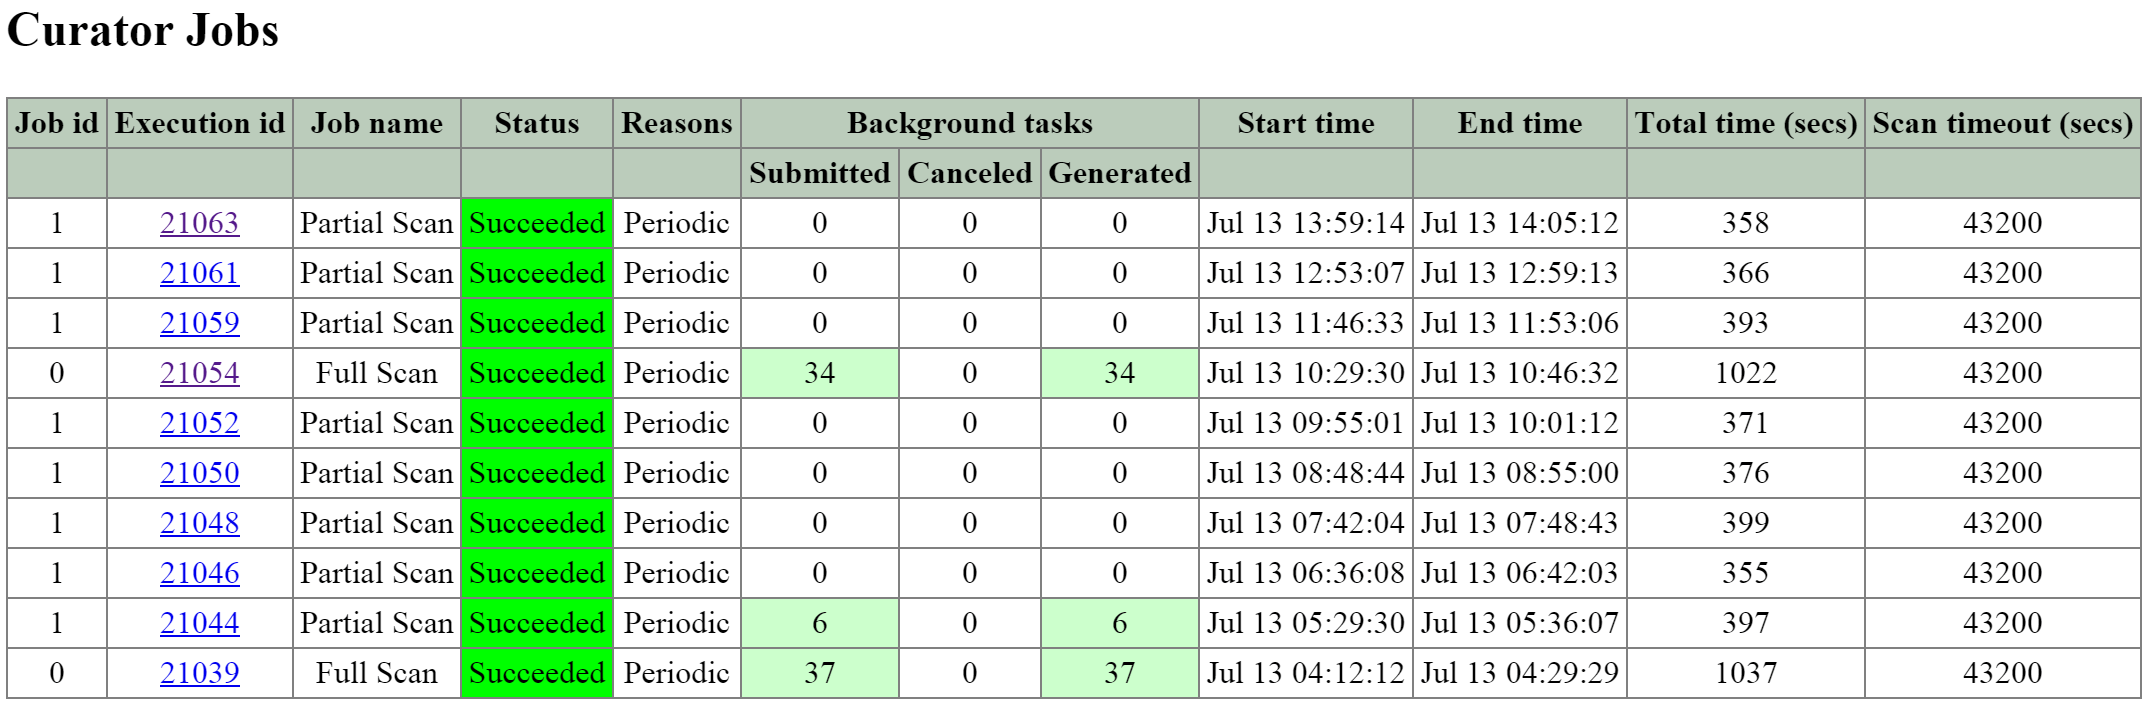 Curator Jobs
Job id Execution id Job name Status Reasons Background tasks Start time End time Total time (secs) Scan timeout (secs)
Submitted Canceled Generated
1 21063 Partial Scan Succeeded Periodic 0 0 0 Jul 13 13:59:14 Jul 13 14:05:12 358 43200
1 21061 Partial Scan Succeeded Periodic 0 0 0 Jul 13 12:53:07 Jul 13 12:59:13 366 43200
1 21059 Partial Scan Succeeded Periodic 0 0 0 Jul 13 11:46:33 Jul 13 11:53:06 393 43200
0 21054 Full Scan Succeeded Periodic 34 0 34 Jul 13 10:29:30 Jul 13 10:46:32 1022 43200
1 21052 Partial Scan Succeeded Periodic 0 0 0 Jul 13 09:55:01 Jul 13 10:01:12 371 43200
1 21050 Partial Scan Succeeded Periodic 0 0 0 Jul 13 08:48:44 Jul 13 08:55:00 376 43200
1 21048 Partial Scan Succeeded Periodic 0 0 0 Jul 13 07:42:04 Jul 13 07:48:43 399 43200
1 21046 Partial Scan Succeeded Periodic 0 0 0 Jul 13 06:36:08 Jul 13 06:42:03 355 43200
1 21044 Partial Scan Succeeded Periodic 6 0 6 Jul 13 05:29:30 Jul 13 05:36:07 397 43200
0 21039 Full Scan Succeeded Periodic 37 0 37 Jul 13 04:12:12 Jul 13 04:29:29 1037 43200